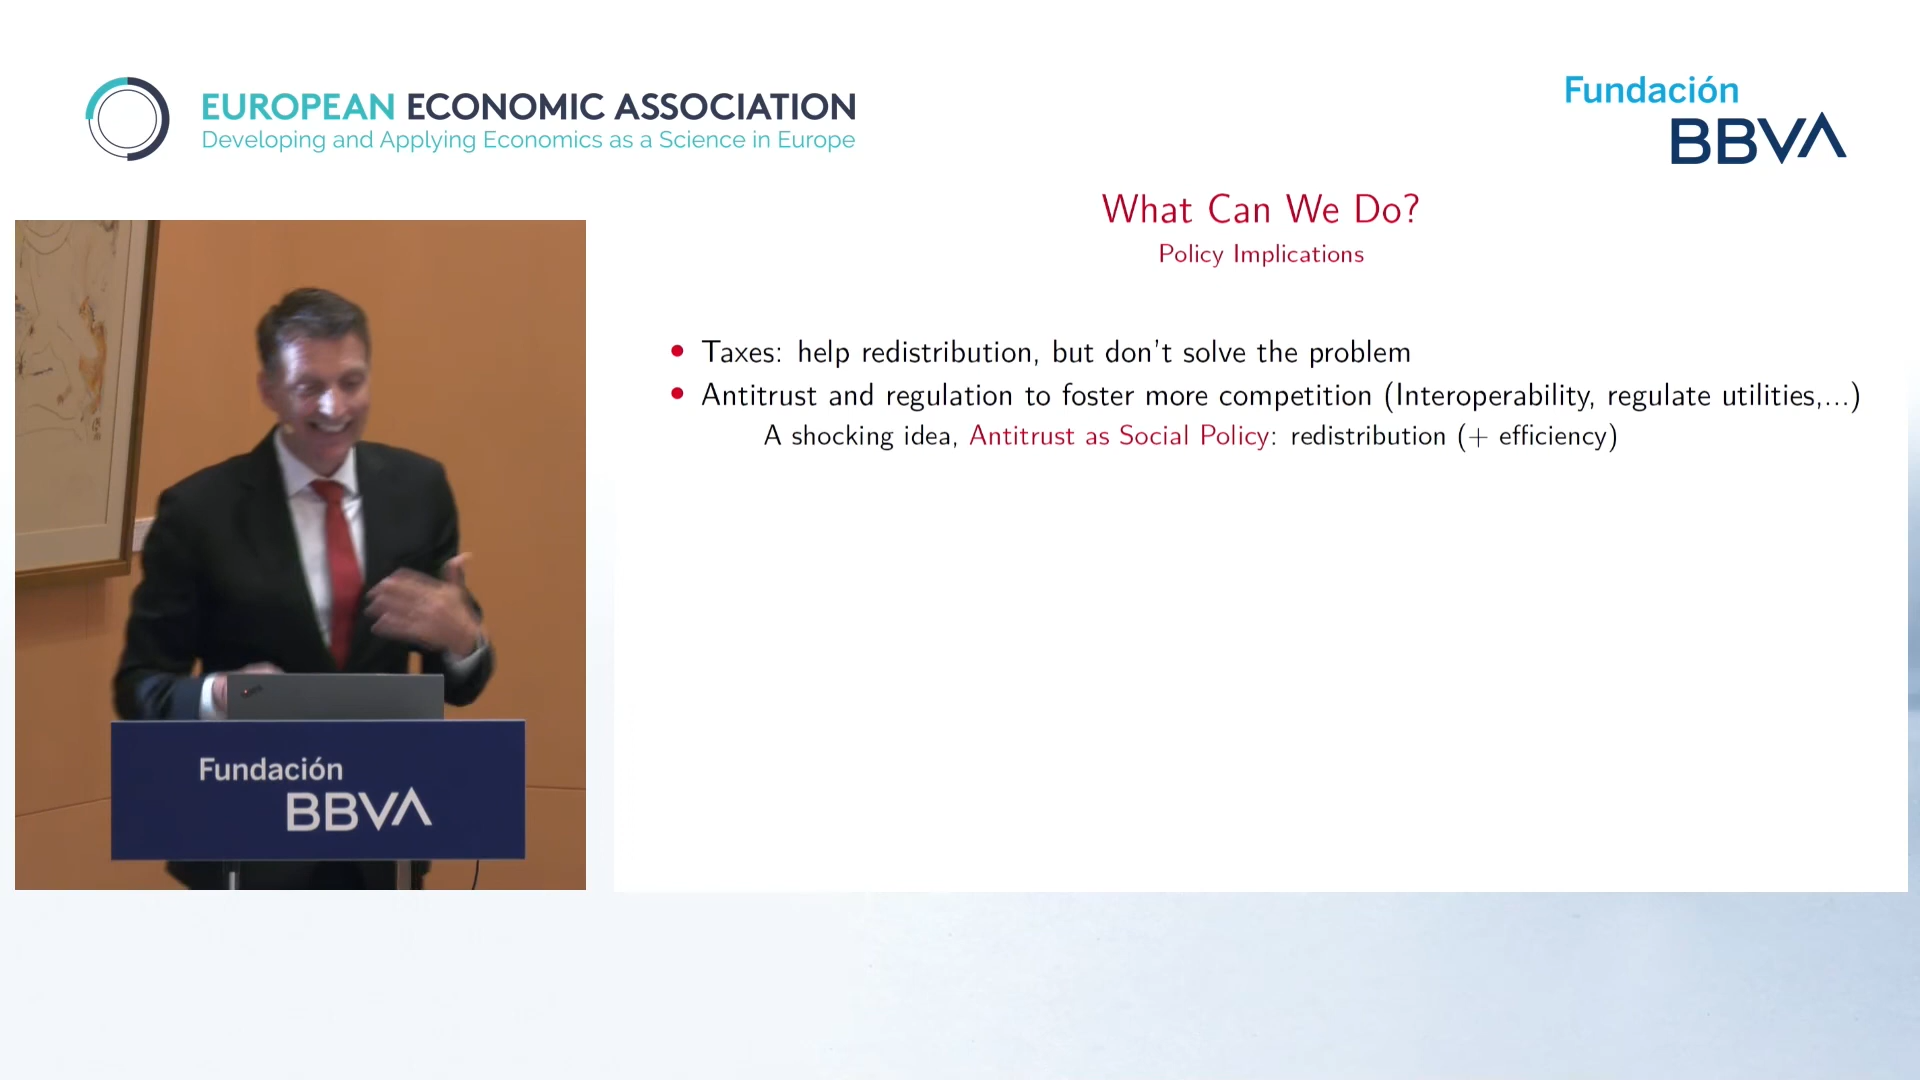 EUROPEAN ECONOMIC ASSOCIATION
Developing and Applying Economics as a Science in Europe
Fundación
BBVA
What Can We Do?
Policy Implications
• Taxes: help redistribution, but don't solve the problem
• Antitrust and regulation to foster more competition (Interoperability, regulate utilities,...)
A shocking idea, Antitrust as Social Policy: redistribution (+ efficiency)
Fundación
BBVA